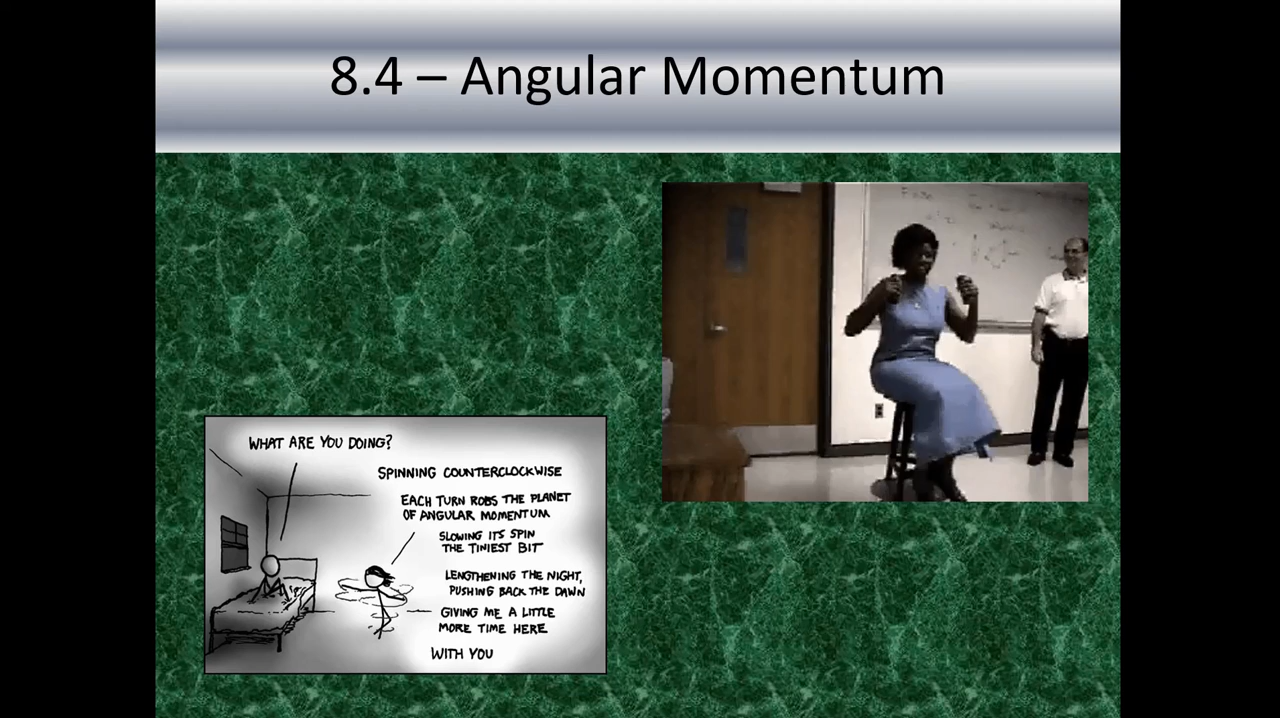 8.4 – Angular Momentum
WHAT ARE YOU DOING?
SPINNING COUNTERCLOCKWISE
EACH TURN ROBS THE PLANET
OF ANGULAR MOMENTUM
SLOWING ITS SPIN
THE TINIEST BIT
LENGTHENING THE NIGHT,
PUSHING BACK THE DAWN
GIVING ME A LITTLE
MORE TIME HERE
WITH YOU